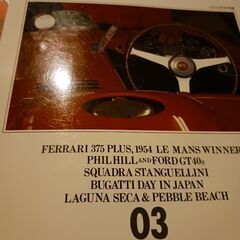 FERRARI 375 PLUS, 1954 LE MANS WINNER
PHIL HILL AND FORD GT40s
SQUADRA STANGUELLINI
BUGATTI DAY IN JAPAN
LAGUNA SECA & PEBBLE BEACH
03